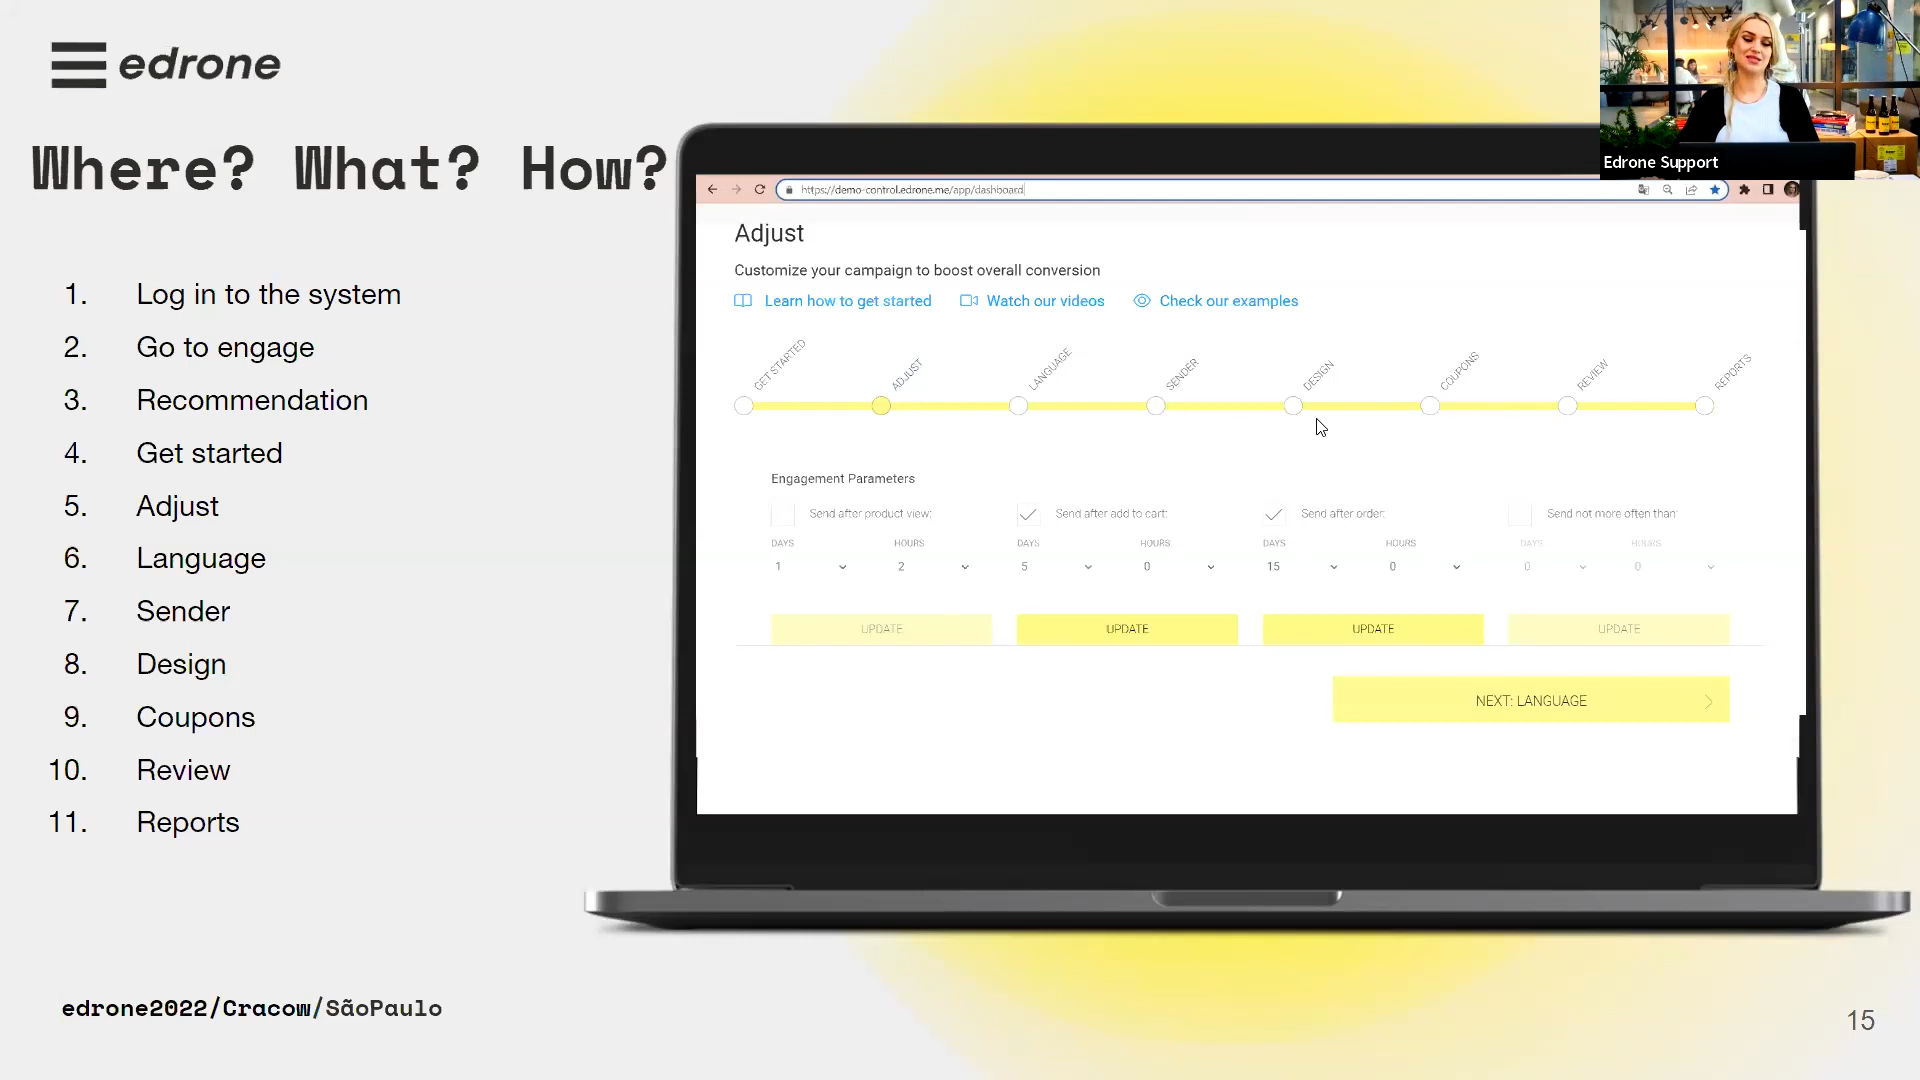 edrone
Where? What? How?
1. Log in to the system
2. Go to engage
3. Recommendation
4. Get started
5. Adjust
6. Language
7. Sender
8. Design
9. Coupons
10. Review
11. Reports
edrone2022/Cracow/SãoPaulo
https://demo-control.edrone.me/app/dashboard
Adjust
Customize your campaign to boost overall conversion
Learn how to get started Watch our videos Check our examples
GET STARTED ADJUST LANGUAGE SENDER DESIGN COUPONS REVIEW REPORTS
Engagement Parameters
Send after product view: Send after add to cart: Send after order: Send not more often than:
DAYS HOURS DAYS HOURS DAYS HOURS DAYS HOURS
1 2 5 0 15 0 0 0
UPDATE UPDATE UPDATE UPDATE
NEXT: LANGUAGE
Edrone Support
15